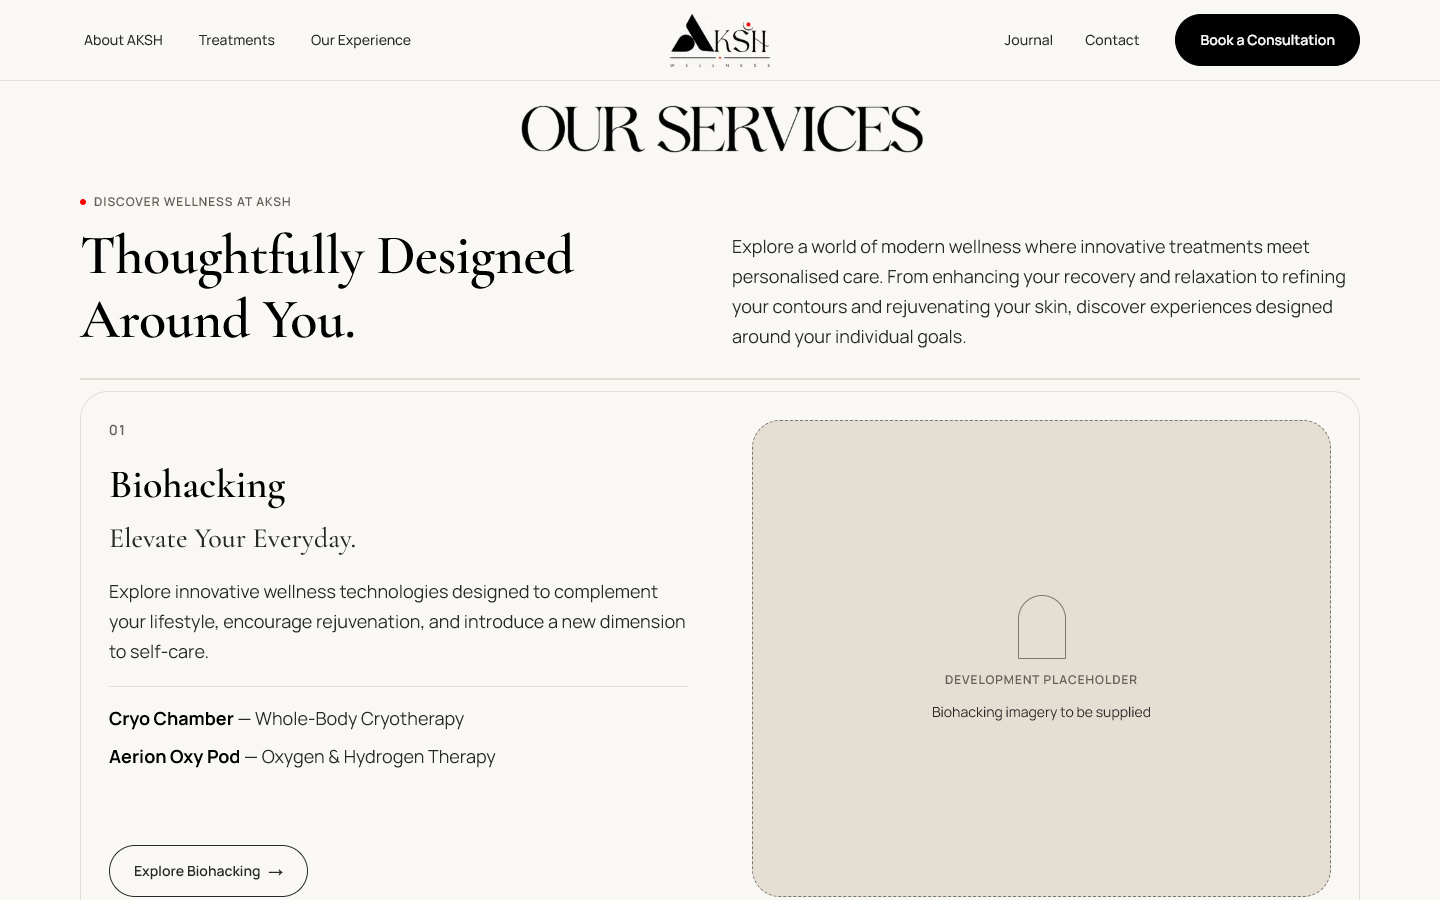 About AKSH
Treatments
Our Experience
AKSH
WELLNESS
Journal
Contact
Book a Consultation
OUR SERVICES
DISCOVER WELLNESS AT AKSH
Thoughtfully Designed
Around You.
Explore a world of modern wellness where innovative treatments meet
personalised care. From enhancing your recovery and relaxation to refining
your contours and rejuvenating your skin, discover experiences designed
around your individual goals.
01
Biohacking
Elevate Your Everyday.
Explore innovative wellness technologies designed to complement
your lifestyle, encourage rejuvenation, and introduce a new dimension
to self-care.
Cryo Chamber — Whole-Body Cryotherapy
Aerion Oxy Pod — Oxygen & Hydrogen Therapy
Explore Biohacking →
DEVELOPMENT PLACEHOLDER
Biohacking imagery to be supplied